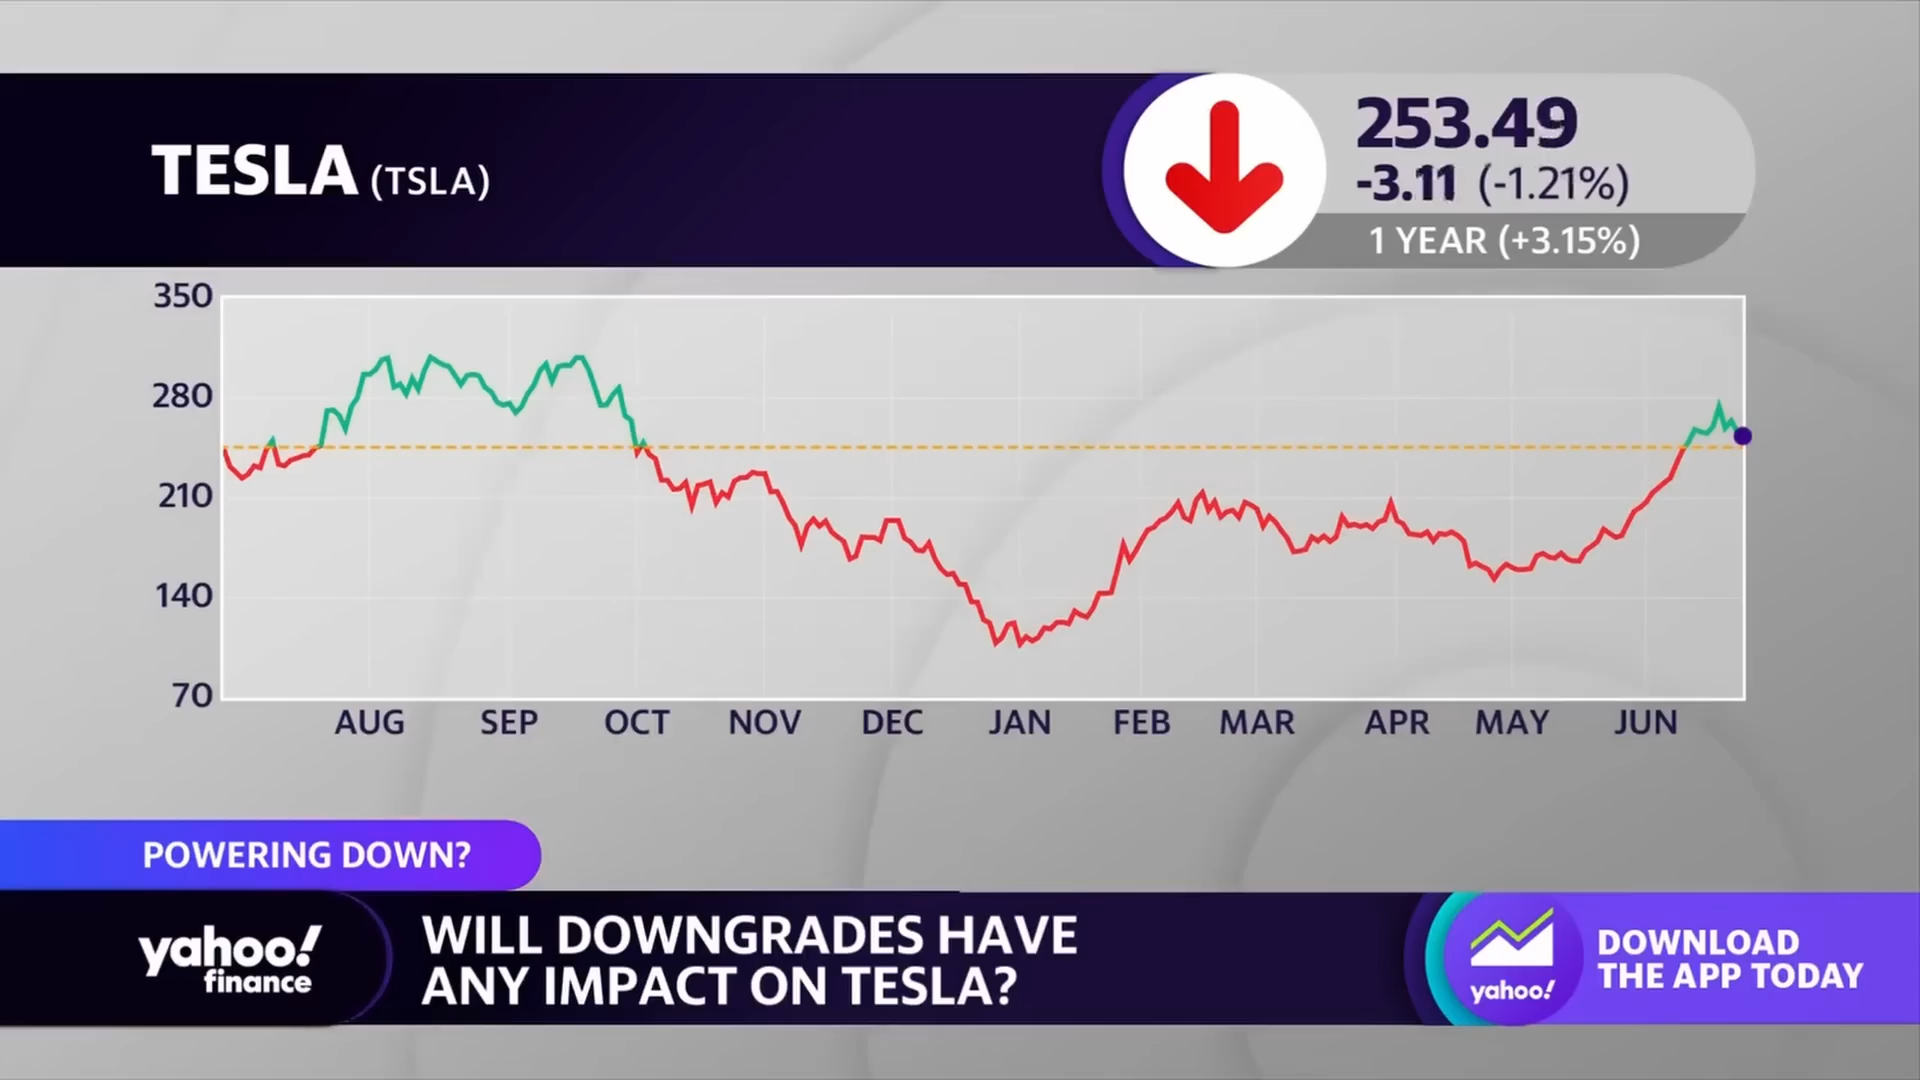 TESLA (TSLA)
253.49
-3.11 (-1.21%)
1 YEAR (+3.15%)
350
280
210
140
70
AUG SEP OCT NOV DEC JAN FEB MAR APR MAY JUN
POWERING DOWN?
yahoo!
finance
WILL DOWNGRADES HAVE
ANY IMPACT ON TESLA?
yahoo!
DOWNLOAD
THE APP TODAY